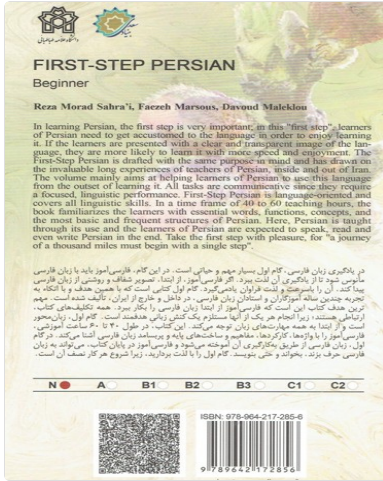 FIRST-STEP PERSIAN
Beginner
Reza Morad Sahra'i, Faezeh Marsous, Davoud Maleklou
In learning Persian, the first step is very important; in this "first step" learners
of Persian need to get accustomed to the language in order to enjoy learning
it. If the learners are presented with a clear and transparent image of the lan-
guage, they are more likely to learn it with more speed and enjoyment. The
First-Step Persian is drafted with the same purpose in mind and has drawn on
the invaluable long experiences of teachers of Persian, inside and out of Iran.
The volume mainly aims at helping learners of Persian to use this language
from the outset of learning it. All tasks are communicative since they require
a focused, linguistic performance. First-Step Persian is language-oriented and
covers all linguistic skills. In a time frame of 40 to 60 teaching hours, the
book familiarizes the learners with essential words, functions, concepts, and
the most basic and frequent structures of Persian. Here, Persian is taught
through its use and the learners of Persian are expected to speak, read and
even write Persian in the end. Take the first step with pleasure, for "a journey
of a thousand miles must begin with a single step".
در یادگیری زبان فارسی، گام اول بسیار مهم و حیاتی است. در این گام، فارسی‌آموز باید با زبان فارسی
مأنوس شود تا از یادگیری آن لذت ببرد. اگر فارسی‌آموز، از ابتدا، تصویر شفاف و روشنی از زبان فارسی
پیدا کند، آن را باسرعت و لذت فراوان یادمی‌گیرد. گام اول کتابی است که با همین هدف و با اتکاء به
تجربه چندین ساله آموزگاران و استادان زبان فارسی، در داخل و خارج از ایران، تألیف شده است. مهم
ترین هدف کتاب این است که فارسی‌آموز از ابتدا زبان فارسی را بکار ببرد. همه تکلیف‌های کتاب،
ارتباطی هستند؛ زیرا انجام هر یک از آنها مستلزم یک کنش زبانی هدفمند است. گام اول، زبان‌محور
است و از ابتدا به همه مهارت‌های زبان توجه می‌کند. این کتاب، در طول ۴۰ تا ۶۰ ساعت آموزشی،
فارسی‌آموز را با واژه‌ها، کارکردها، مفاهیم و ساخت‌های پایه و پربسامد زبان فارسی آشنا می‌کند. در گام
اول، زبان فارسی از طریق به‌کارگیری آن آموخته می‌شود و فارسی‌آموز در پایان کتاب، می‌تواند به زبان
فارسی حرف بزند، بخواند و حتی بنویسد. گام اول را با لذت بردارید، زیرا شروع هر کار نصف آن است.
N A B1 B2 B3 C1 C2
ISBN: 978-964-217-285-6
9 789642 172856